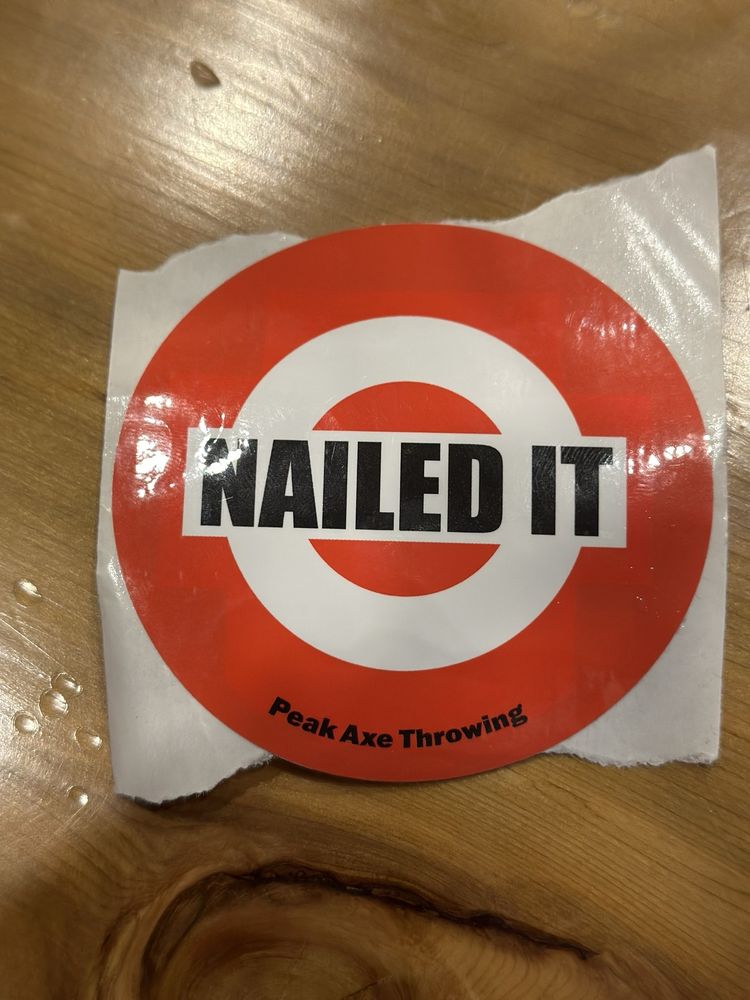 NAILED IT
Peak Axe Throwing